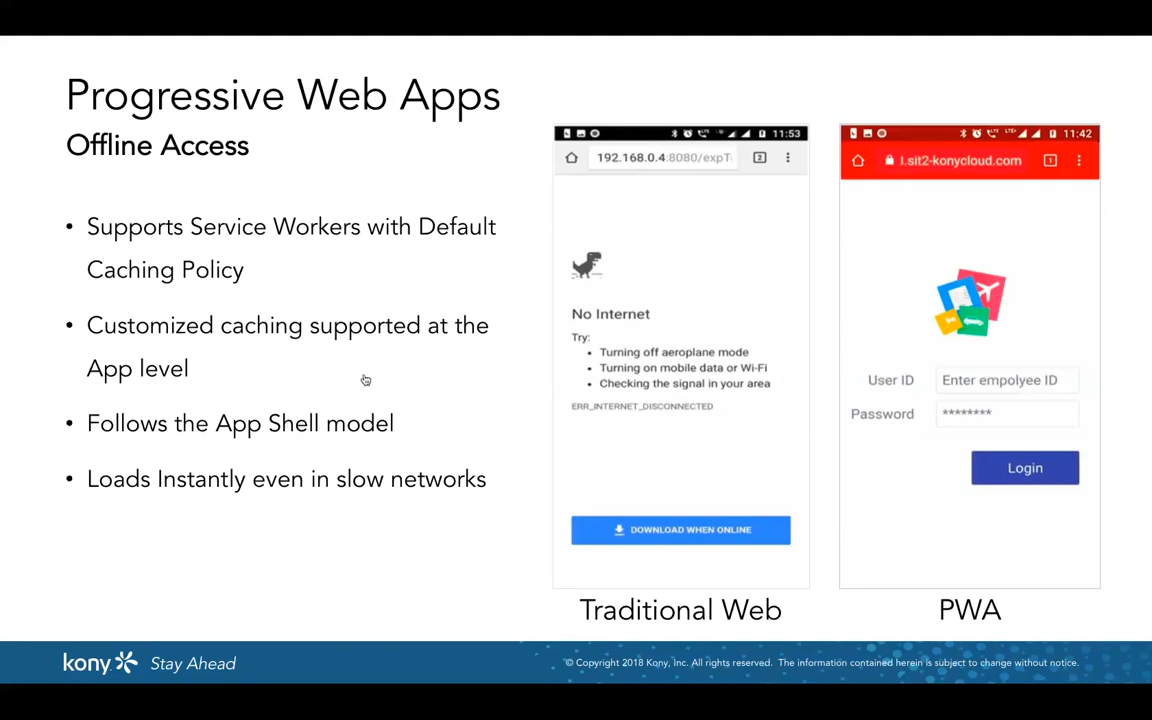 Progressive Web Apps
Offline Access
• Supports Service Workers with Default
Caching Policy
• Customized caching supported at the
App level
• Follows the App Shell model
• Loads Instantly even in slow networks
11:53
192.168.0.4:8080/expT
2
No Internet
Try:
• Turning off aeroplane mode
• Turning on mobile data or Wi-Fi
• Checking the signal in your area
ERR_INTERNET_DISCONNECTED
DOWNLOAD WHEN ONLINE
Traditional Web
11:42
l.sit2-konycloud.com
1
User ID Enter empolyee ID
Password ********
Login
PWA
kony Stay Ahead
© Copyright 2018 Kony, Inc. All rights reserved. The information contained herein is subject to change without notice.